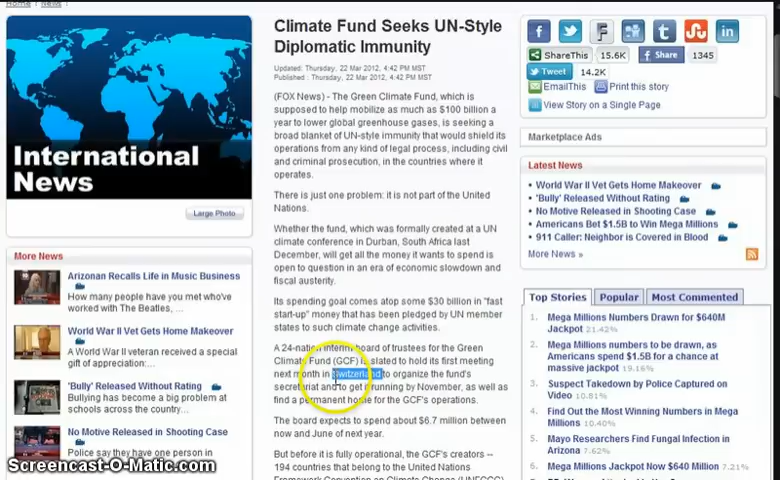 Home
News
International
News
Large Photo
More News
Arizonan Recalls Life in Music Business
How many people have you met who've
worked with The Beatles, ...
World War II Vet Gets Home Makeover
A World War II veteran received a special
gift of appreciation: ...
'Bully' Released Without Rating
Bullying has become a big problem at
schools across the country...
No Motive Released in Shooting Case
Police say they have one person in
Screencast-O-Matic.com
Climate Fund Seeks UN-Style
Diplomatic Immunity
Updated: Thursday, 22 Mar 2012, 4:42 PM MST
Published : Thursday, 22 Mar 2012, 4:42 PM MST
(FOX News) - The Green Climate Fund, which is
supposed to help mobilize as much as $100 billion a
year to lower global greenhouse gases, is seeking a
broad blanket of UN-style immunity that would shield its
operations from any kind of legal process, including civil
and criminal prosecution, in the countries where it
operates.
There is just one problem: it is not part of the United
Nations.
Whether the fund, which was formally created at a UN
climate conference in Durban, South Africa last
December, will get all the money it wants to spend is
open to question in an era of economic slowdown and
fiscal austerity.
Its spending goal comes atop some $30 billion in "fast
start-up" money that has been pledged by UN member
states to such climate change activities.
A 24-nation interim board of trustees for the Green
Climate Fund (GCF) is slated to hold its first meeting
next month in Switzerland to organize the fund's
secretariat and to get it running by November, as well as
find a permanent home for the GCF's operations.
The board expects to spend about $6.7 million between
now and June of next year.
But before it is fully operational, the GCF's creators --
194 countries that belong to the United Nations
Framework Convention on Climate Change (UNFCCC)
ShareThis 15.6K
Share 1345
Tweet 14.2K
EmailThis Print this story
View Story on a Single Page
Marketplace Ads
Latest News
• World War II Vet Gets Home Makeover
• 'Bully' Released Without Rating
• No Motive Released in Shooting Case
• Americans Bet $1.5B to Win Mega Millions
• 911 Caller: Neighbor is Covered in Blood
More News »
Top Stories Popular Most Commented
1. Mega Millions Numbers Drawn for $640M
Jackpot 21.42%
2. Mega Millions numbers to be drawn, as
Americans spend $1.5B for a chance at
massive jackpot 19.16%
3. Suspect Takedown by Police Captured on
Video 10.81%
4. Find Out the Most Winning Numbers in Mega
Millions 10.40%
5. Mayo Researchers Find Fungal Infection in
Arizona 7.62%
6. Mega Millions Jackpot Now $640 Million 7.21%